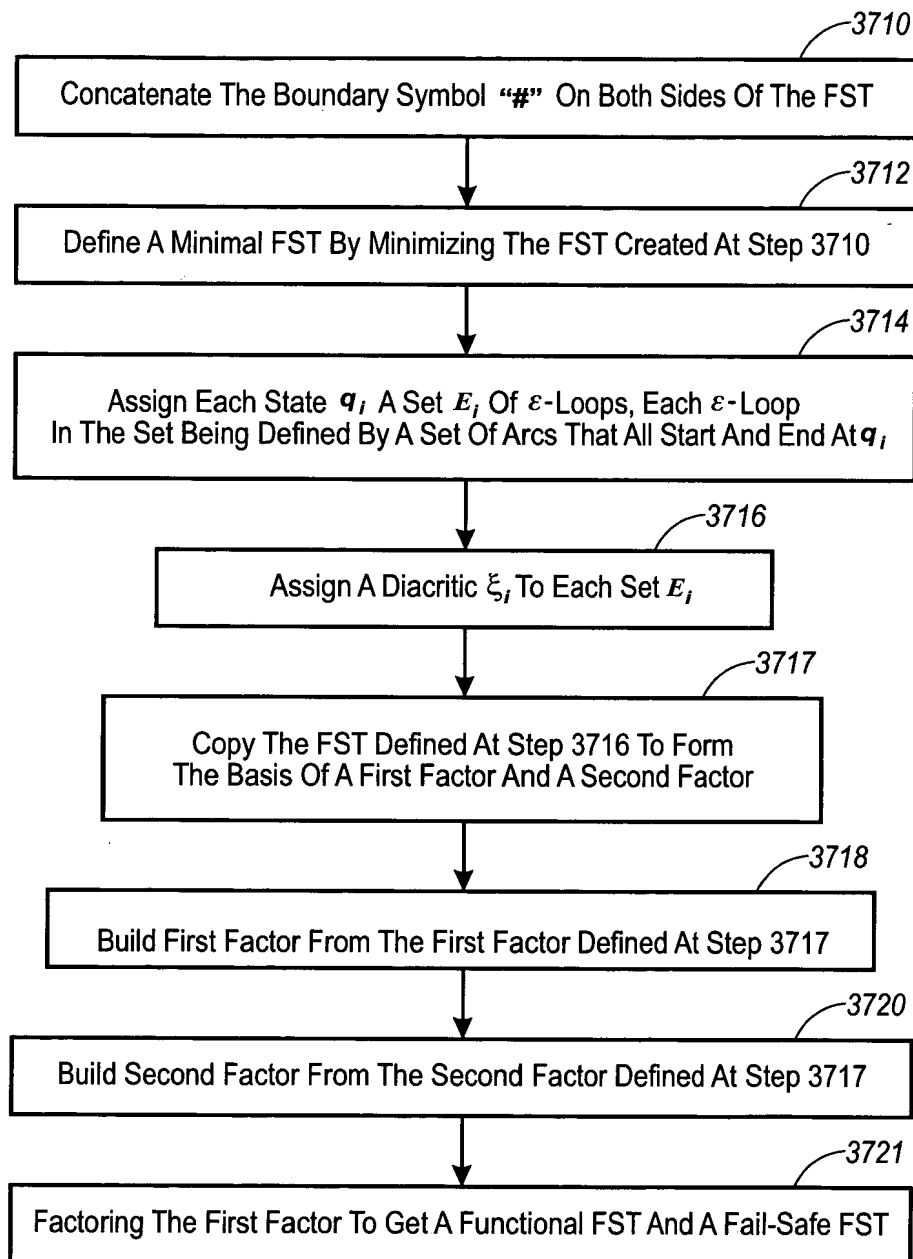 3710
Concatenate The Boundary Symbol "#" On Both Sides Of The FST
3712
Define A Minimal FST By Minimizing The FST Created At Step 3710
3714
Assign Each State qi A Set Ei Of ε-Loops, Each ε-Loop
In The Set Being Defined By A Set Of Arcs That All Start And End At qi
3716
Assign A Diacritic ξi To Each Set Ei
3717
Copy The FST Defined At Step 3716 To Form
The Basis Of A First Factor And A Second Factor
3718
Build First Factor From The First Factor Defined At Step 3717
3720
Build Second Factor From The Second Factor Defined At Step 3717
3721
Factoring The First Factor To Get A Functional FST And A Fail-Safe FST